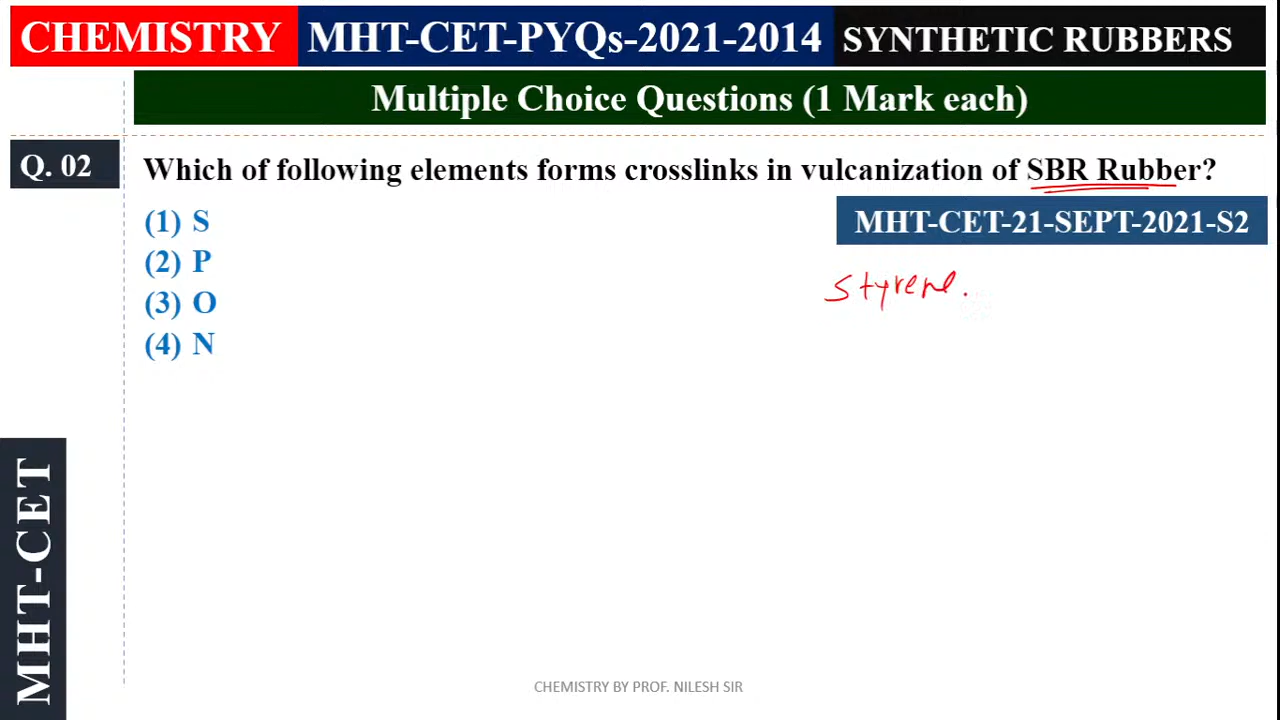 CHEMISTRY MHT-CET-PYQs-2021-2014 SYNTHETIC RUBBERS
Multiple Choice Questions (1 Mark each)
Q. 02 Which of following elements forms crosslinks in vulcanization of SBR Rubber?
(1) S
MHT-CET-21-SEPT-2021-S2
(2) P
styrene.
(3) O
(4) N
MHT-CET
CHEMISTRY BY PROF. NILESH SIR